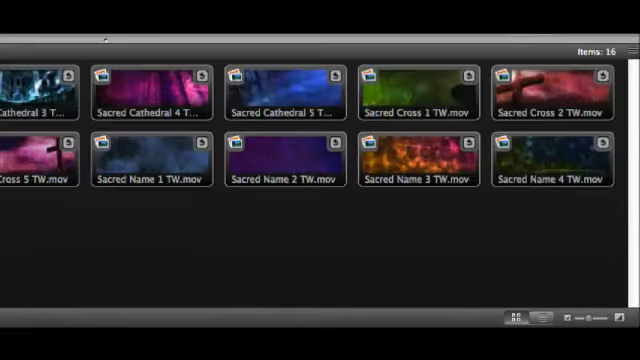 Items: 16
Cathedral 3 T...
Sacred Cathedral 4 T...
Sacred Cathedral 5 T...
Sacred Cross 1 TW.mov
Sacred Cross 2 TW.mov
Cross 5 TW.mov
Sacred Name 1 TW.mov
Sacred Name 2 TW.mov
Sacred Name 3 TW.mov
Sacred Name 4 TW.mov